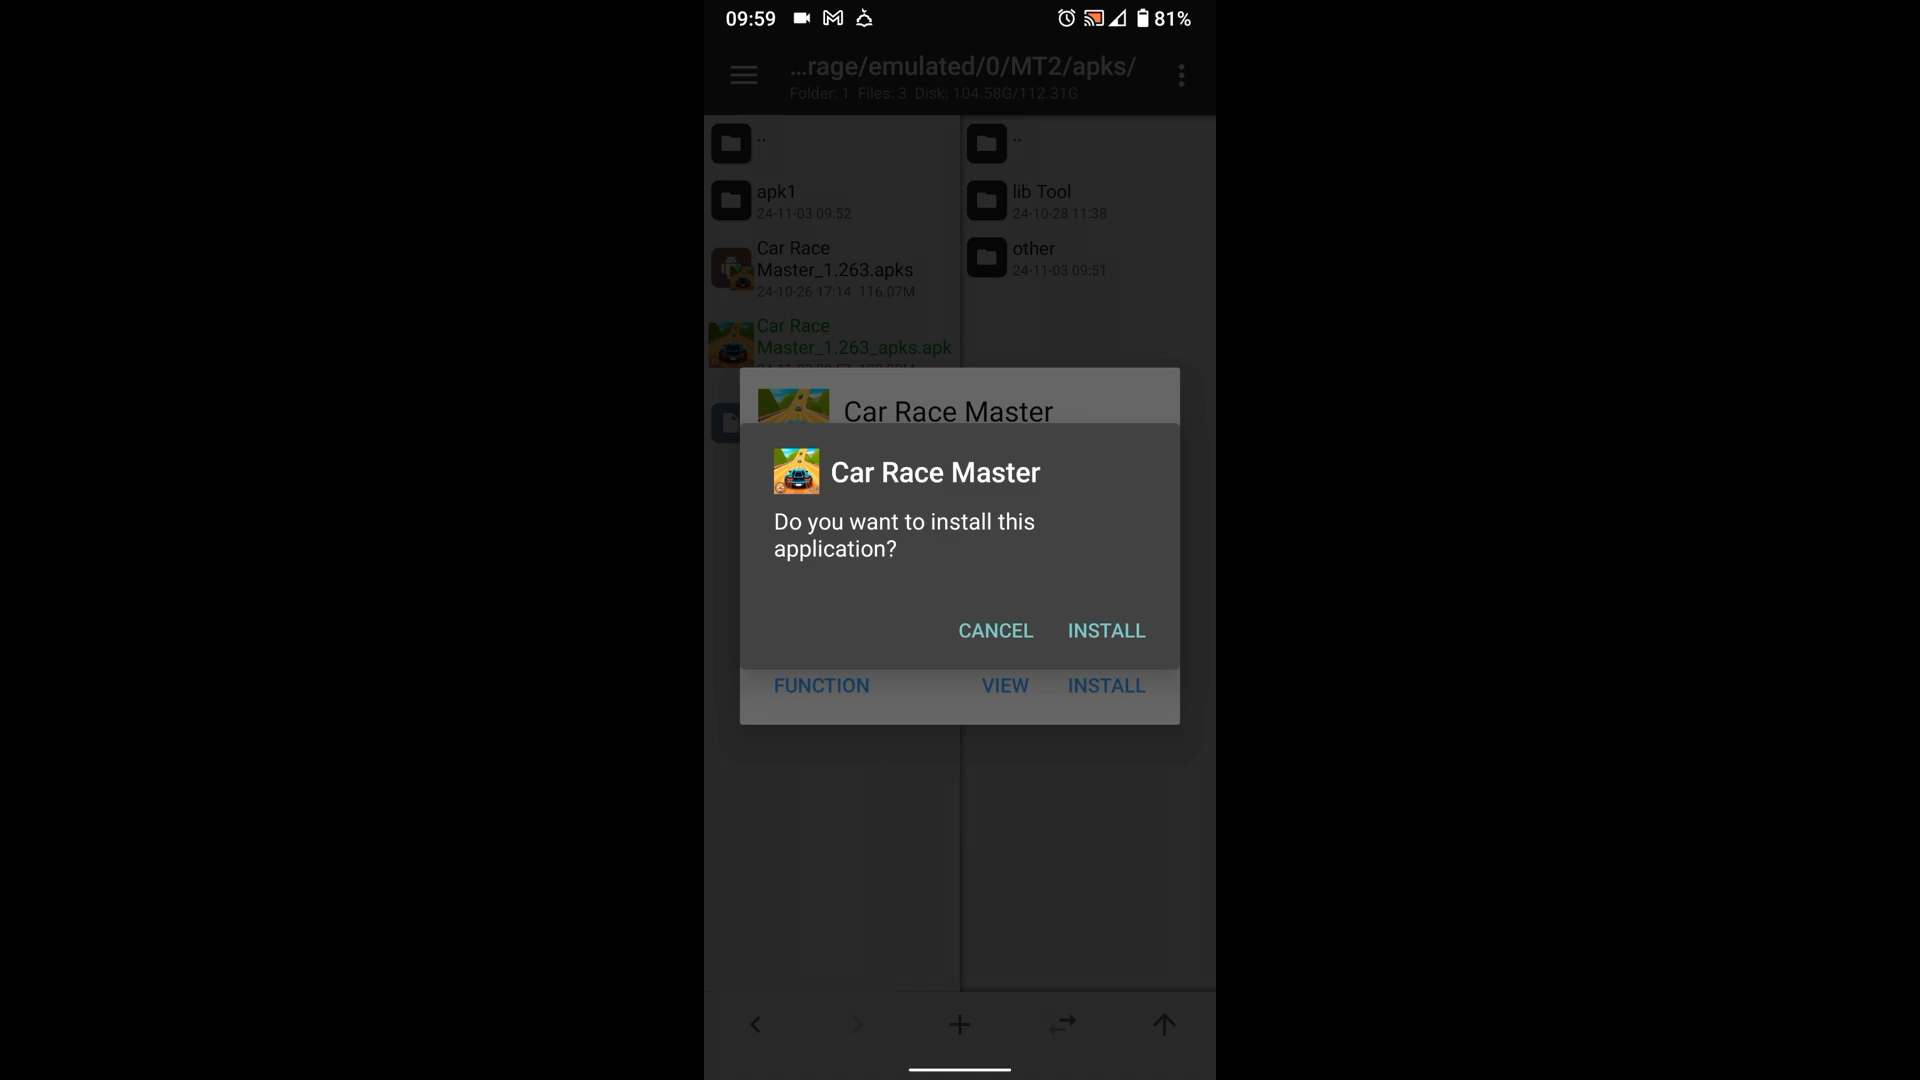 09:59
81%
...rage/emulated/0/MT2/apks/
Folder: 1 Files: 3 Disk: 104.58G/112.31G
..
apk1
24-11-03 09:52
Car Race
Master_1.263.apks
24-10-26 17:14 116.07M
Car Race
Master_1.263_apks.apk
..
lib Tool
24-10-28 11:38
other
24-11-03 09:51
Car Race Master
Car Race Master
Do you want to install this
application?
CANCEL INSTALL
FUNCTION VIEW INSTALL